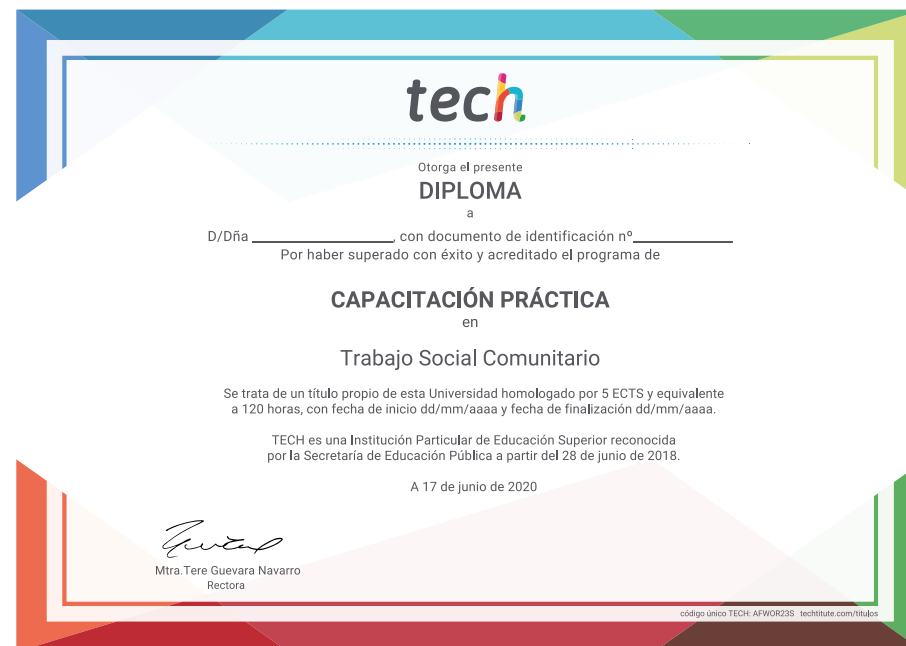 tech
Otorga el presente
DIPLOMA
a
D/Dña ________________, con documento de identificación nº____________
Por haber superado con éxito y acreditado el programa de
CAPACITACIÓN PRÁCTICA
en
Trabajo Social Comunitario
Se trata de un título propio de esta Universidad homologado por 5 ECTS y equivalente
a 120 horas, con fecha de inicio dd/mm/aaaa y fecha de finalización dd/mm/aaaa.
TECH es una Institución Particular de Educación Superior reconocida
por la Secretaría de Educación Pública a partir del 28 de junio de 2018.
A 17 de junio de 2020
Mtra.Tere Guevara Navarro
Rectora
código único TECH: AFWOR23S techtitute.com/titulos